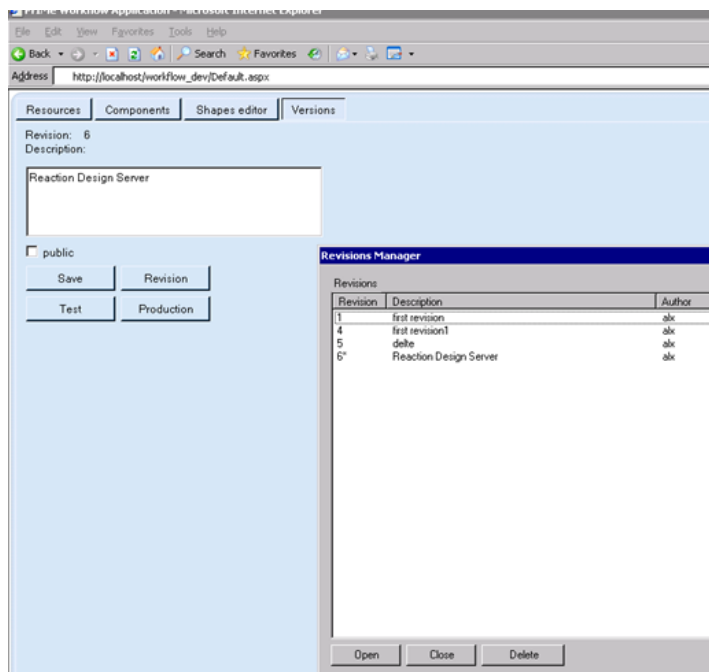 PrIMe Workflow Application - Microsoft Internet Explorer
File Edit View Favorites Tools Help
Back Search Favorites
Address http://localhost/workflow_dev/Default.aspx
Resources Components Shapes editor Versions
Revision: 6
Description:
Reaction Design Server
public
Save Revision
Test Production
Revisions Manager
Revisions
Revision Description Author
1 first revision alx
4 first revision1 alx
5 delte alx
6* Reaction Design Server alx
Open Close Delete